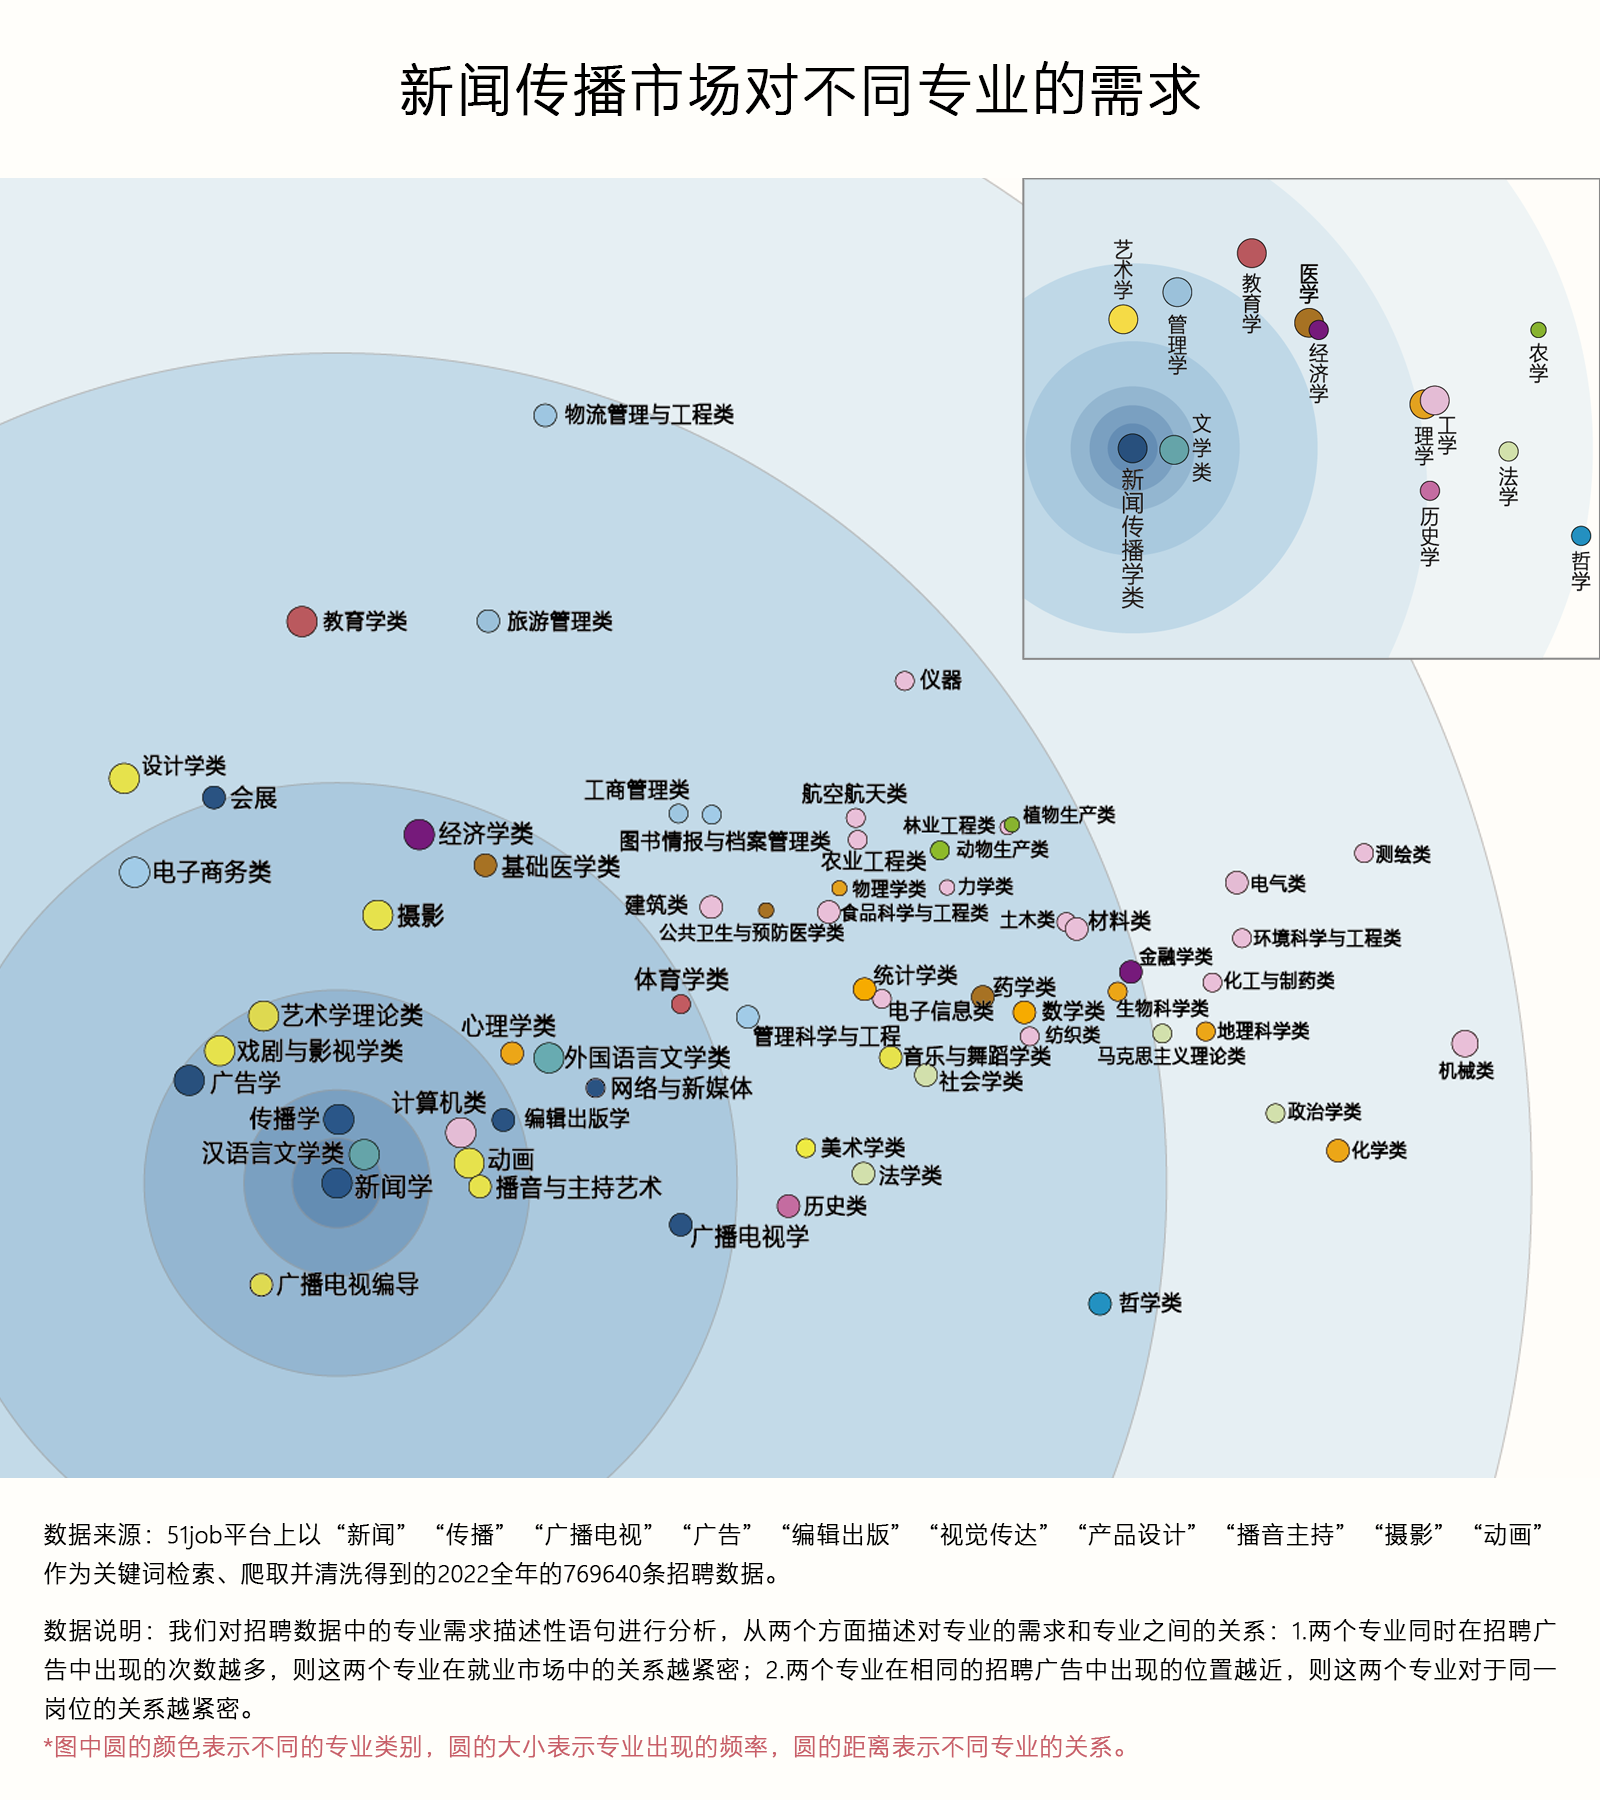 新闻传播市场对不同专业的需求
艺术学
管理学
教育学
医学
经济学
农学
理学
工学
法学
历史学
哲学
文学类
新闻传播学类
物流管理与工程类
教育学类
旅游管理类
仪器
设计学类
会展
工商管理类
图书情报与档案管理类
航空航天类
林业工程类
植物生产类
经济学类
农业工程类
动物生产类
测绘类
电子商务类
基础医学类
物理学类
力学类
电气类
摄影
建筑类
公共卫生与预防医学类
食品科学与工程类
土木类
材料类
环境科学与工程类
金融学类
体育学类
统计学类
药学类
化工与制药类
艺术学理论类
心理学类
管理科学与工程
电子信息类
数学类
生物科学类
戏剧与影视学类
外国语言文学类
音乐与舞蹈学类
纺织类
马克思主义理论类
地理科学类
广告学
网络与新媒体
社会学类
机械类
传播学
计算机类
编辑出版学
政治学类
汉语言文学类
动画
美术学类
化学类
新闻学
播音与主持艺术
法学类
历史类
广播电视学
广播电视编导
哲学类
数据来源：51job平台上以“新闻” “传播” “广播电视” “广告” “编辑出版” “视觉传达” “产品设计” “播音主持” “摄影” “动画”
作为关键词检索、爬取并清洗得到的2022全年的769640条招聘数据。
数据说明：我们对招聘数据中的专业需求描述性语句进行分析，从两个方面描述对专业的需求和专业之间的关系：1.两个专业同时在招聘广
告中出现的次数越多，则这两个专业在就业市场中的关系越紧密；2.两个专业在相同的招聘广告中出现的位置越近，则这两个专业对于同一
岗位的关系越紧密。
*图中圆的颜色表示不同的专业类别，圆的大小表示专业出现的频率，圆的距离表示不同专业的关系。